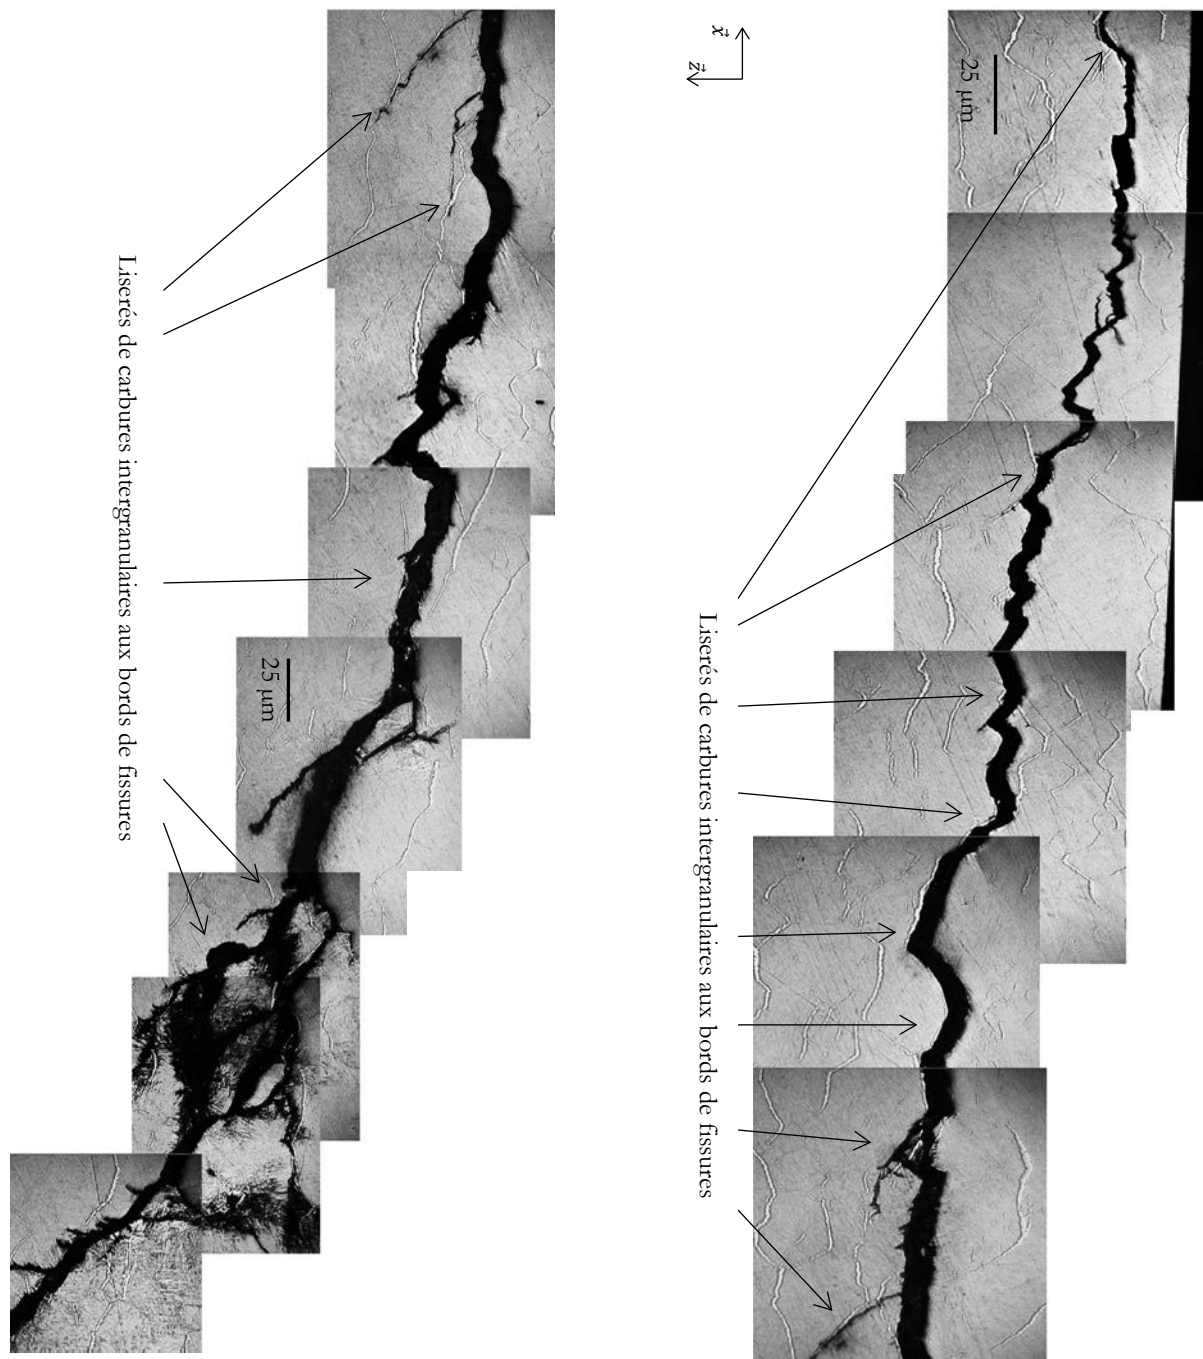 x⃗
z⃗
25 μm
Liserés de carbures intergranulaires aux bords de fissures
Liserés de carbures intergranulaires aux bords de fissures
25 μm